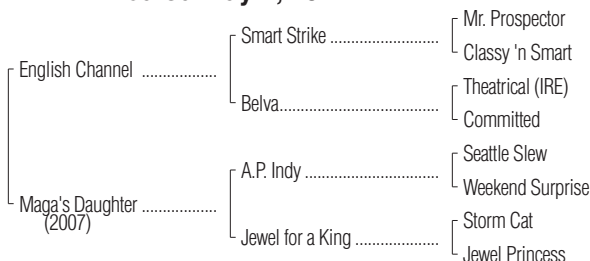 Mr. Prospector
Smart Strike ........................
Classy 'n Smart
English Channel .................
Theatrical (IRE)
Belva...................................
Committed
Seattle Slew
A.P. Indy ..............................
Weekend Surprise
Maga's Daughter .................
(2007)
Storm Cat
Jewel for a King ...................
Jewel Princess